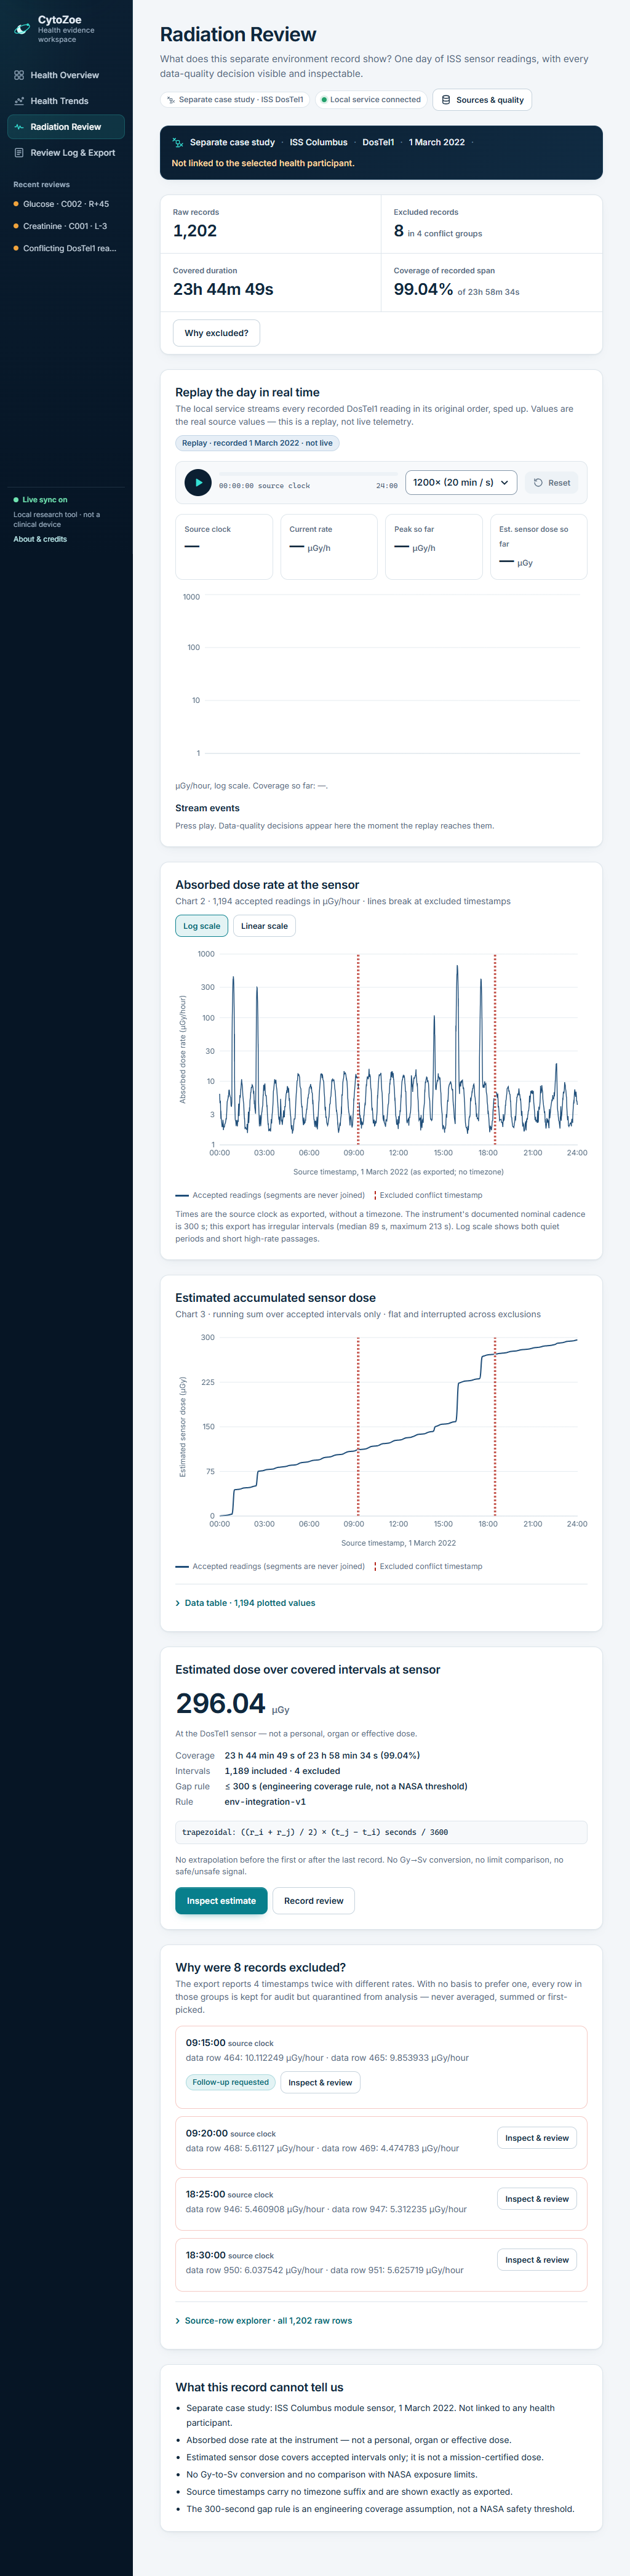 CytoZoe
Health evidence
workspace
Health Overview
Health Trends
Radiation Review
Review Log & Export
Recent reviews
Glucose · C002 · R+45
Creatinine · C001 · L-3
Conflicting DosTel1 rea...
Live sync on
Local research tool · not a
clinical device
About & credits
Radiation Review
What does this separate environment record show? One day of ISS sensor readings, with every
data-quality decision visible and inspectable.
Separate case study · ISS DosTel1
Local service connected
Sources & quality
Separate case study · ISS Columbus · DosTel1 · 1 March 2022 ·
Not linked to the selected health participant.
Raw records
1,202
Excluded records
8 in 4 conflict groups
Covered duration
23h 44m 49s
Coverage of recorded span
99.04% of 23h 58m 34s
Why excluded?
Replay the day in real time
The local service streams every recorded DosTel1 reading in its original order, sped up. Values are
the real source values — this is a replay, not live telemetry.
Replay · recorded 1 March 2022 · not live
00:00:00 source clock
24:00
1200× (20 min / s)
Reset
Source clock
—
Current rate
— µGy/h
Peak so far
— µGy/h
Est. sensor dose so
far
— µGy
1000
100
10
1
µGy/hour, log scale. Coverage so far: —.
Stream events
Press play. Data-quality decisions appear here the moment the replay reaches them.
Absorbed dose rate at the sensor
Chart 2 · 1,194 accepted readings in µGy/hour · lines break at excluded timestamps
Log scale
Linear scale
Absorbed dose rate (µGy/hour)
1000
300
100
30
10
3
1
00:00 03:00 06:00 09:00 12:00 15:00 18:00 21:00 24:00
Source timestamp, 1 March 2022 (as exported; no timezone)
Accepted readings (segments are never joined)
Excluded conflict timestamp
Times are the source clock as exported, without a timezone. The instrument's documented nominal cadence
is 300 s; this export has irregular intervals (median 89 s, maximum 213 s). Log scale shows both quiet
periods and short high-rate passages.
Estimated accumulated sensor dose
Chart 3 · running sum over accepted intervals only · flat and interrupted across exclusions
Estimated sensor dose (µGy)
300
225
150
75
0
00:00 03:00 06:00 09:00 12:00 15:00 18:00 21:00 24:00
Source timestamp, 1 March 2022
Accepted readings (segments are never joined)
Excluded conflict timestamp
Data table · 1,194 plotted values
Estimated dose over covered intervals at sensor
296.04 µGy
At the DosTel1 sensor — not a personal, organ or effective dose.
Coverage 23 h 44 min 49 s of 23 h 58 min 34 s (99.04%)
Intervals 1,189 included · 4 excluded
Gap rule ≤ 300 s (engineering coverage rule, not a NASA threshold)
Rule env-integration-v1
trapezoidal: ((r_i + r_j) / 2) × (t_j − t_i) seconds / 3600
No extrapolation before the first or after the last record. No Gy→Sv conversion, no limit comparison, no
safe/unsafe signal.
Inspect estimate
Record review
Why were 8 records excluded?
The export reports 4 timestamps twice with different rates. With no basis to prefer one, every row in
those groups is kept for audit but quarantined from analysis — never averaged, summed or first-
picked.
09:15:00 source clock
data row 464: 10.112249 µGy/hour · data row 465: 9.853933 µGy/hour
Follow-up requested
Inspect & review
09:20:00 source clock
data row 468: 5.61127 µGy/hour · data row 469: 4.474783 µGy/hour
Inspect & review
18:25:00 source clock
data row 946: 5.460908 µGy/hour · data row 947: 5.312235 µGy/hour
Inspect & review
18:30:00 source clock
data row 950: 6.037542 µGy/hour · data row 951: 5.625719 µGy/hour
Inspect & review
Source-row explorer · all 1,202 raw rows
What this record cannot tell us
• Separate case study: ISS Columbus module sensor, 1 March 2022. Not linked to any health
participant.
• Absorbed dose rate at the instrument — not a personal, organ or effective dose.
• Estimated sensor dose covers accepted intervals only; it is not a mission-certified dose.
• No Gy-to-Sv conversion and no comparison with NASA exposure limits.
• Source timestamps carry no timezone suffix and are shown exactly as exported.
• The 300-second gap rule is an engineering coverage assumption, not a NASA safety threshold.